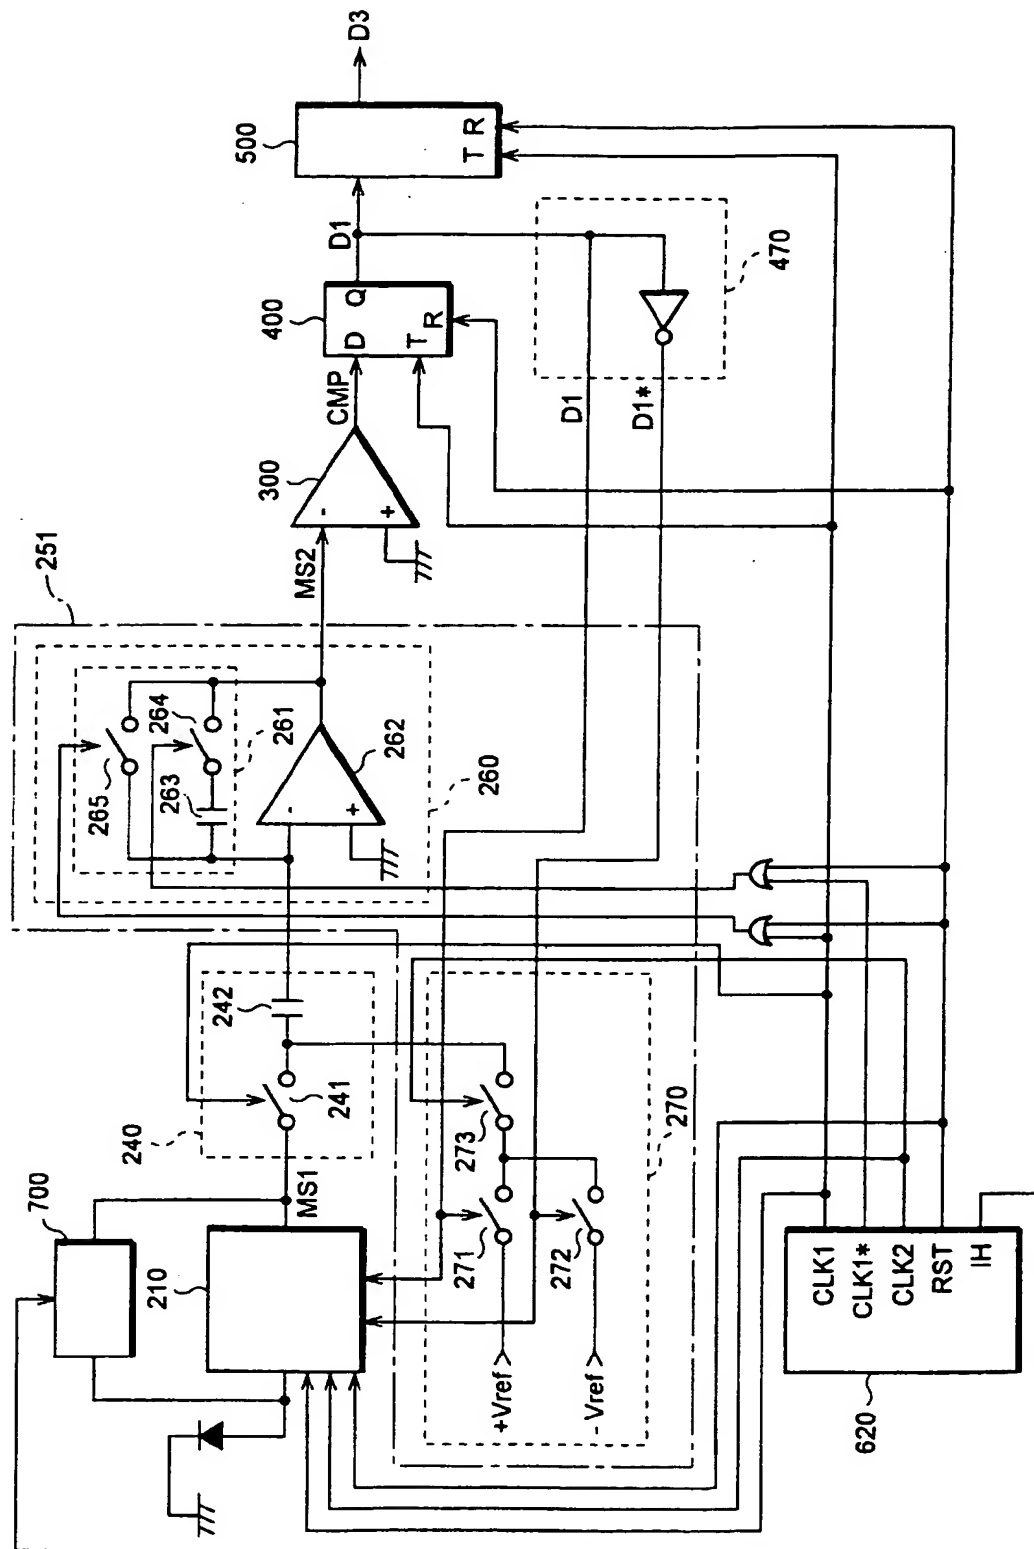 700
210
MS1
240
241
242
251
265
264
263
261
262
260
MS2
300
-
+
-
+
CMP
400
D
Q
T
R
D1
500
T
R
D3
470
D1
D1*
271
272
273
270
+Vref
-Vref
CLK1
CLK1*
CLK2
RST
IH
620